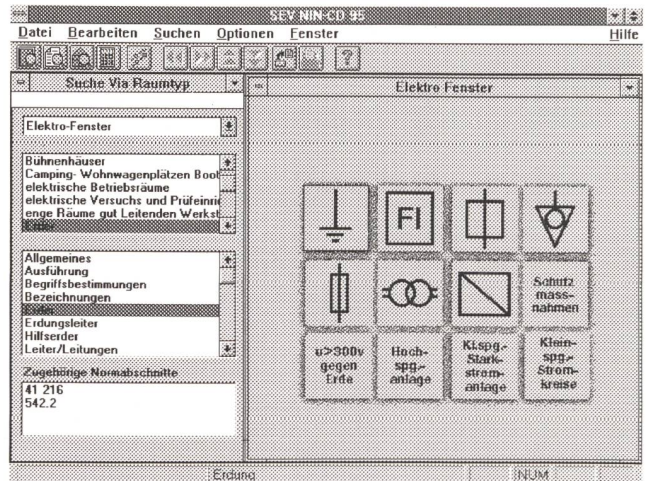 SEV NIN-CD 95
Datei Bearbeiten Suchen Optionen Fenster Hilfe
Suche Via Raumtyp
Elektro-Fenster
Bühnenhäuser
Camping- Wohnwagenplätzen Boot
elektrische Betriebsräume
elektrische Versuchs und Prüfeinric
enge Räume gut Leitenden Werkst
Erder
Allgemeines
Ausführung
Begriffsbestimmungen
Bezeichnungen
Erder
Erdungsleiter
Hilfserder
Leiter/Leitungen
Zugehörige Normabschnitte
41 216
542.2
Elektro Fenster
FI
Schutz
mass-
nahmen
u>300v
gegen
Erde
Hoch-
spg.-
anlage
Kl.spg.-
Stark-
strom-
anlage
Klein-
spg.-
Strom-
kreise
Erdung
NUM